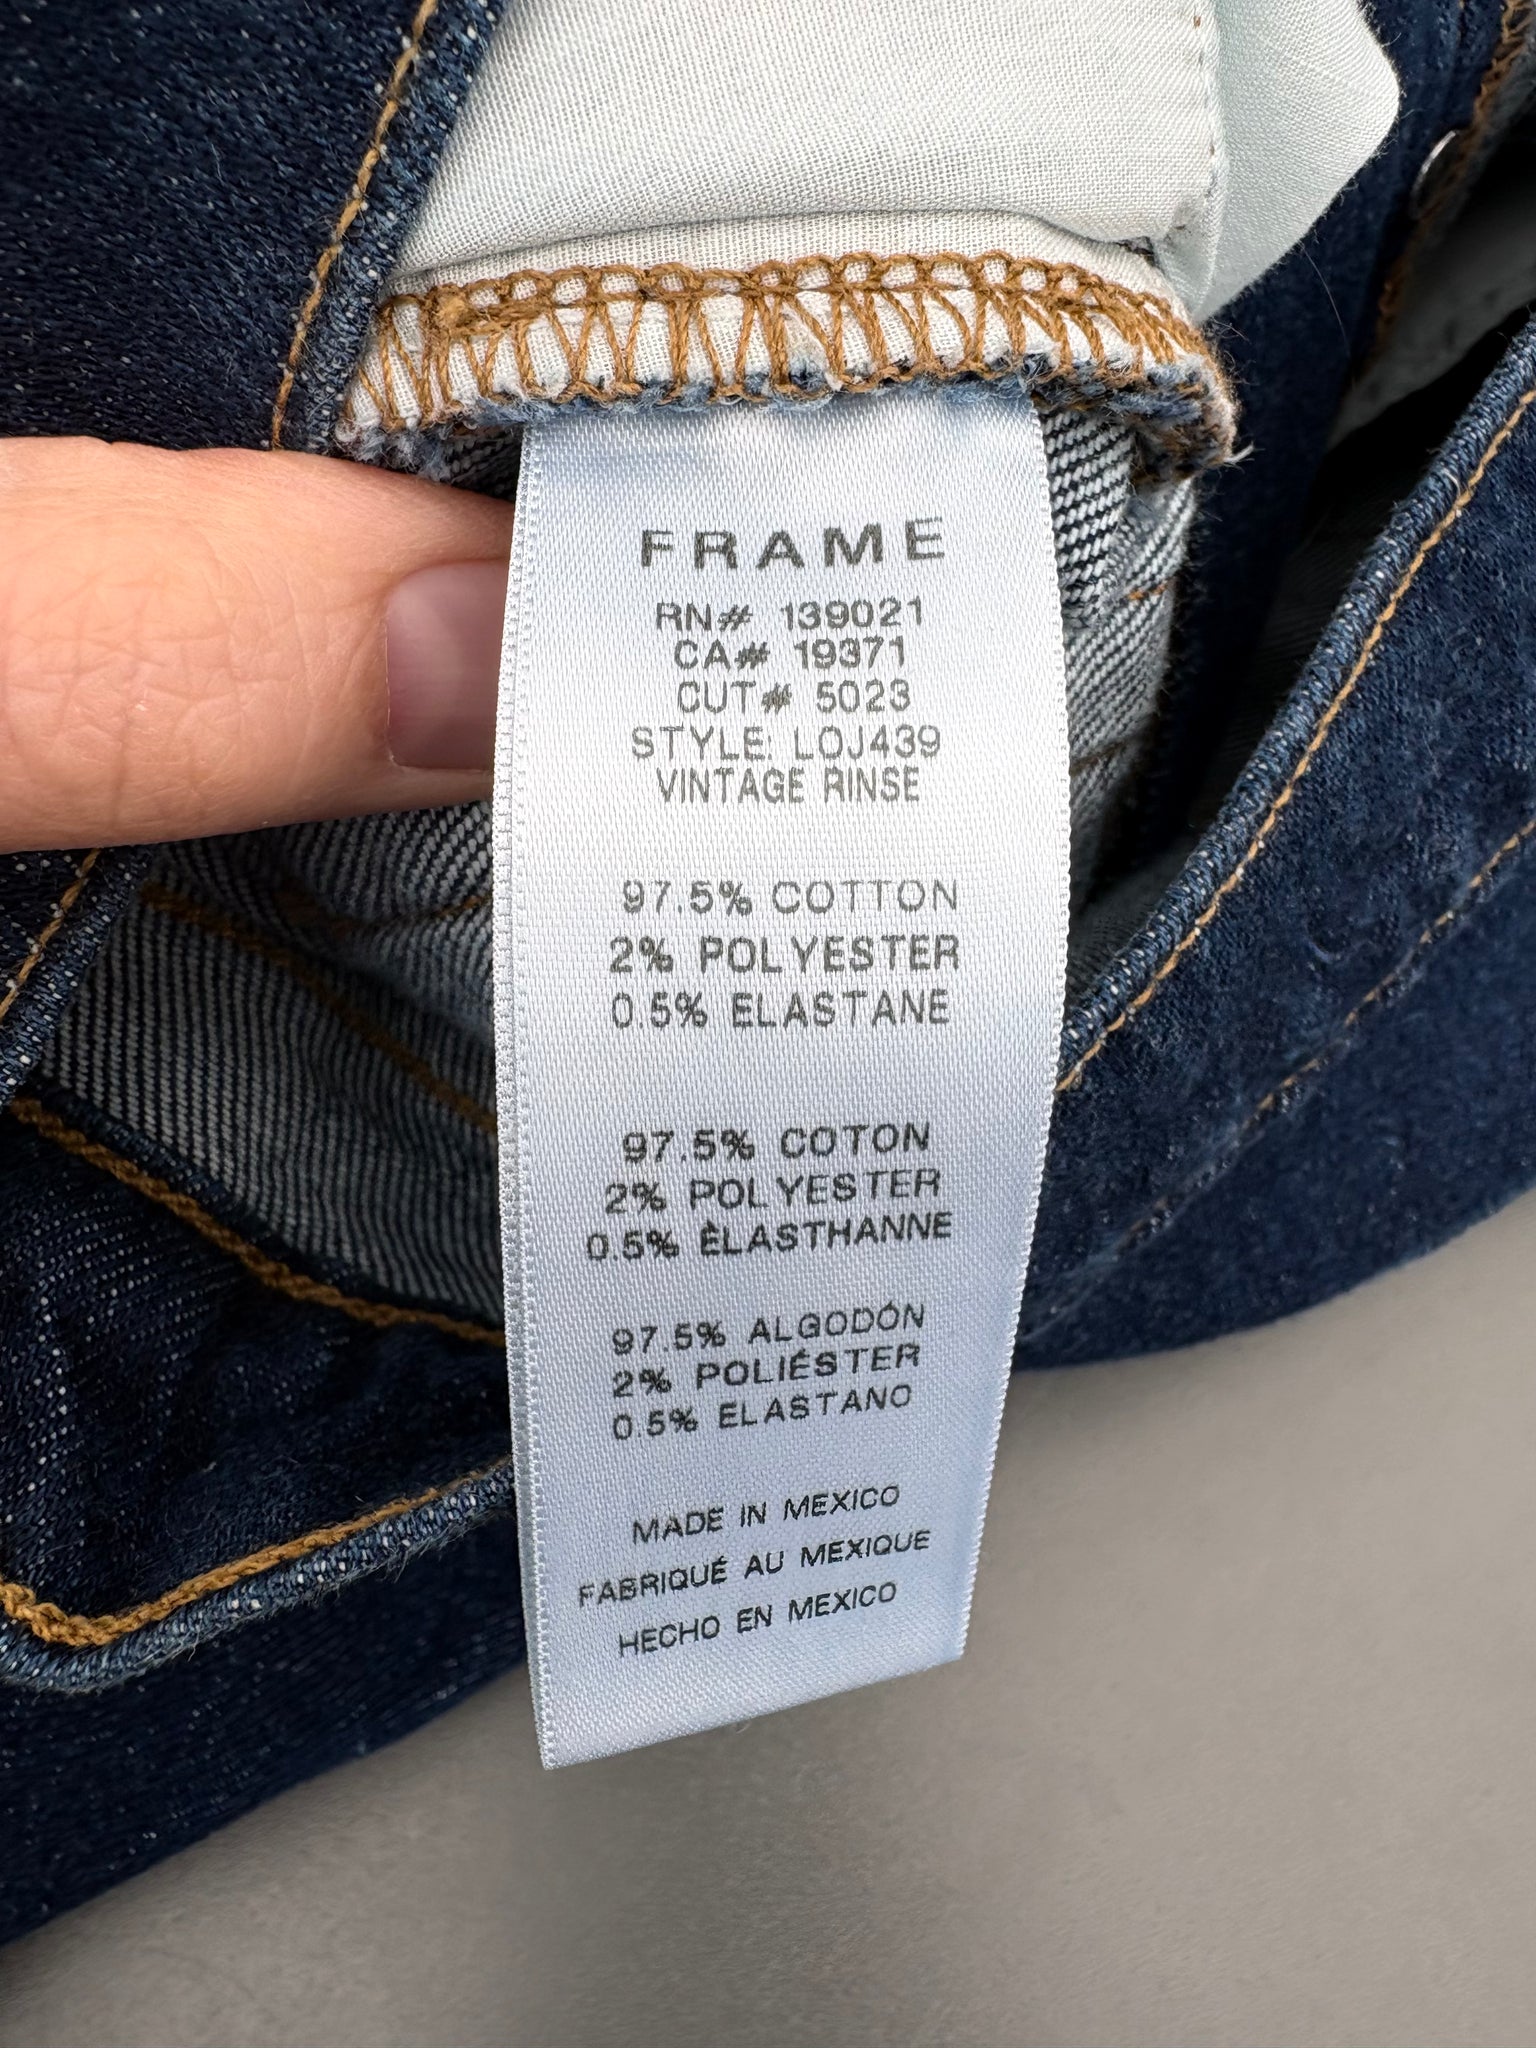 FRAME
RN# 139021
CA# 19371
CUT# 5023
STYLE: LOJ439
VINTAGE RINSE
97.5% COTTON
2% POLYESTER
0.5% ELASTANE
97.5% COTON
2% POLYESTER
0.5% ÉLASTHANNE
97.5% ALGODÓN
2% POLIÉSTER
0.5% ELASTANO
MADE IN MEXICO
FABRIQUÉ AU MEXIQUE
HECHO EN MEXICO